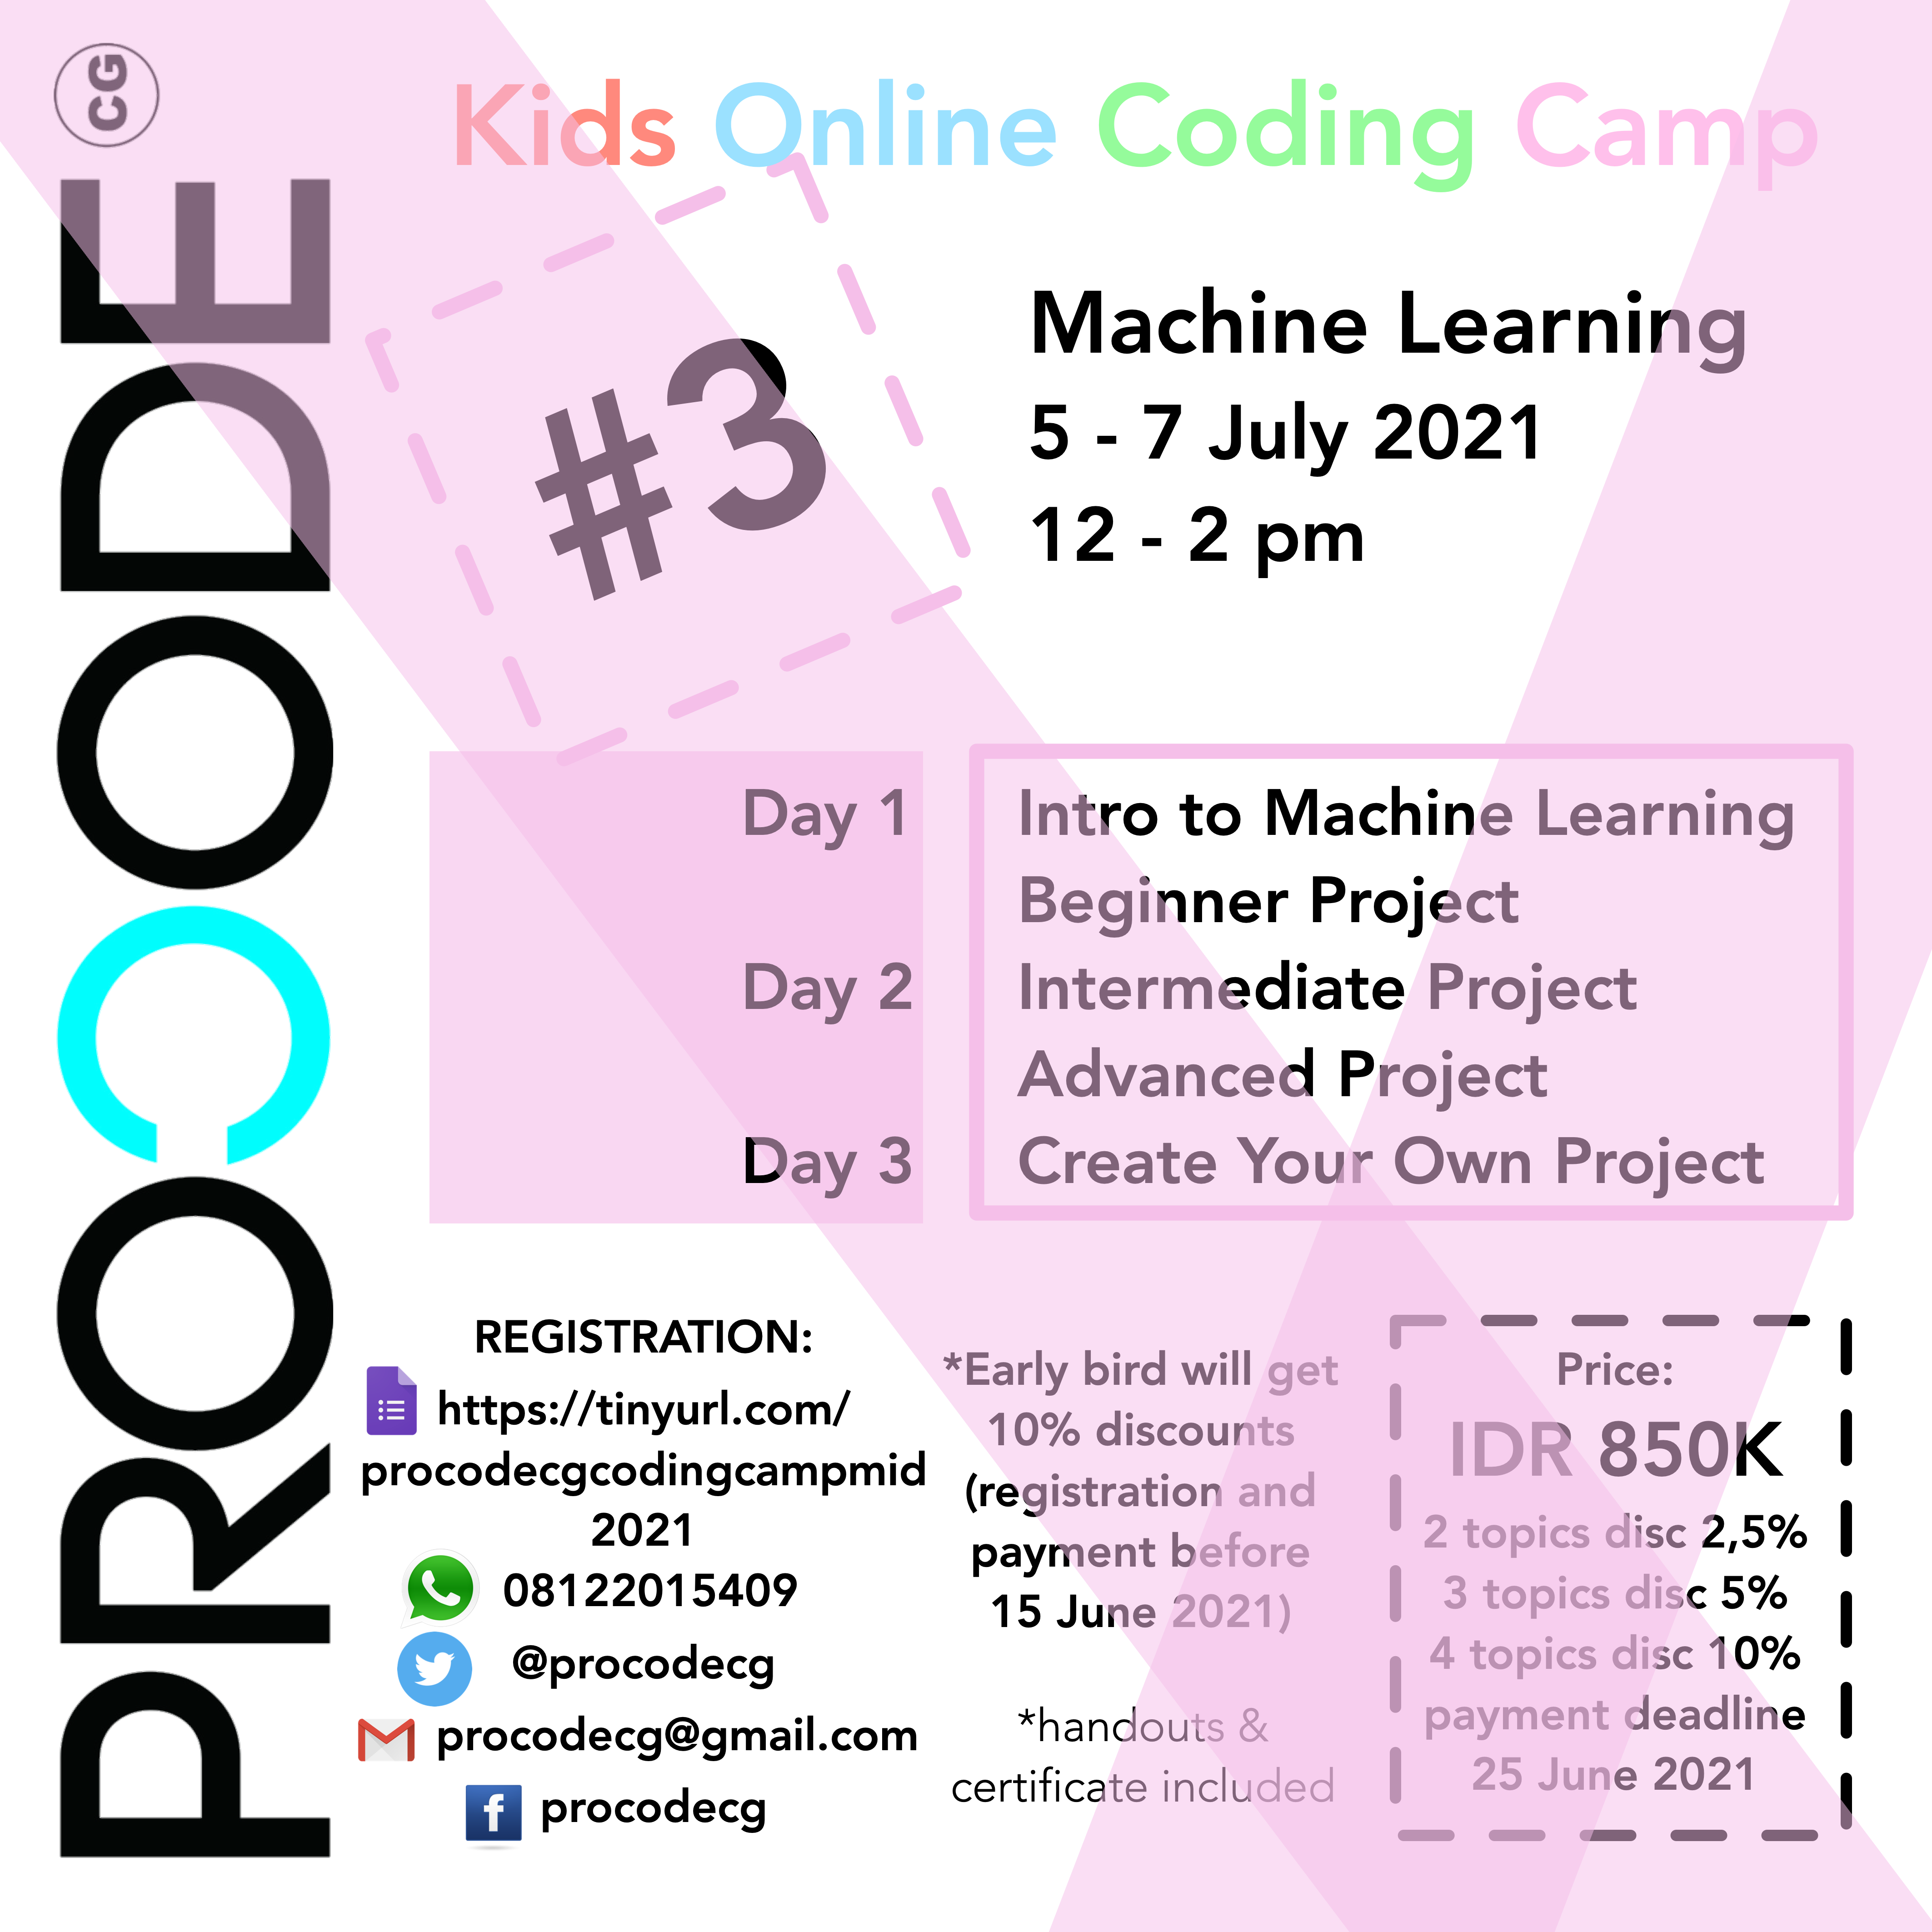 CG
PROCODE
Kids Online Coding Camp
#3
Machine Learning
5 - 7 July 2021
12 - 2 pm
Day 1
Intro to Machine Learning
Beginner Project
Day 2
Intermediate Project
Advanced Project
Day 3
Create Your Own Project
REGISTRATION:
https://tinyurl.com/
procodecgcodingcampmid
2021
08122015409
@procodecg
procodecg@gmail.com
f
procodecg
*Early bird will get
10% discounts
(registration and
payment before
15 June 2021)
*handouts &
certificate included
Price:
IDR 850K
2 topics disc 2,5%
3 topics disc 5%
4 topics disc 10%
payment deadline
25 June 2021